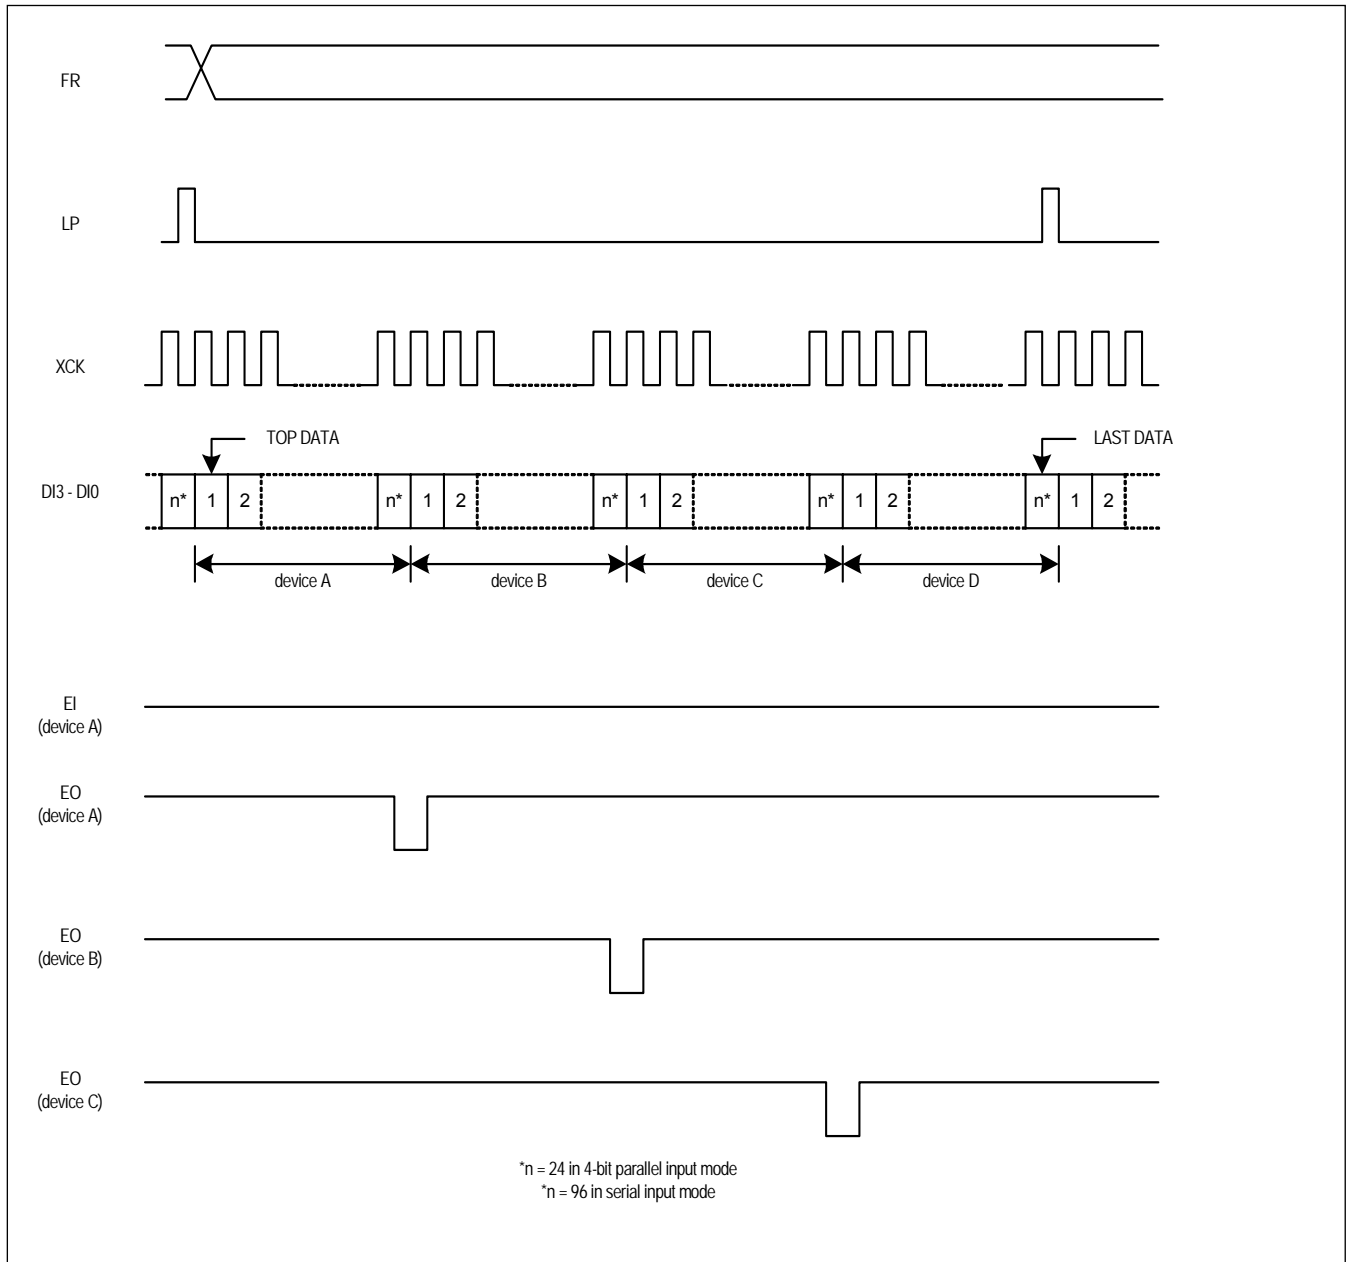 FR
LP
XCK
TOP DATA
LAST DATA
DI3 - DI0
n* 1 2 n* 1 2 n* 1 2 n* 1 2 n* 1 2
device A device B device C device D
EI
(device A)
EO
(device A)
EO
(device B)
EO
(device C)
*n = 24 in 4-bit parallel input mode
*n = 96 in serial input mode